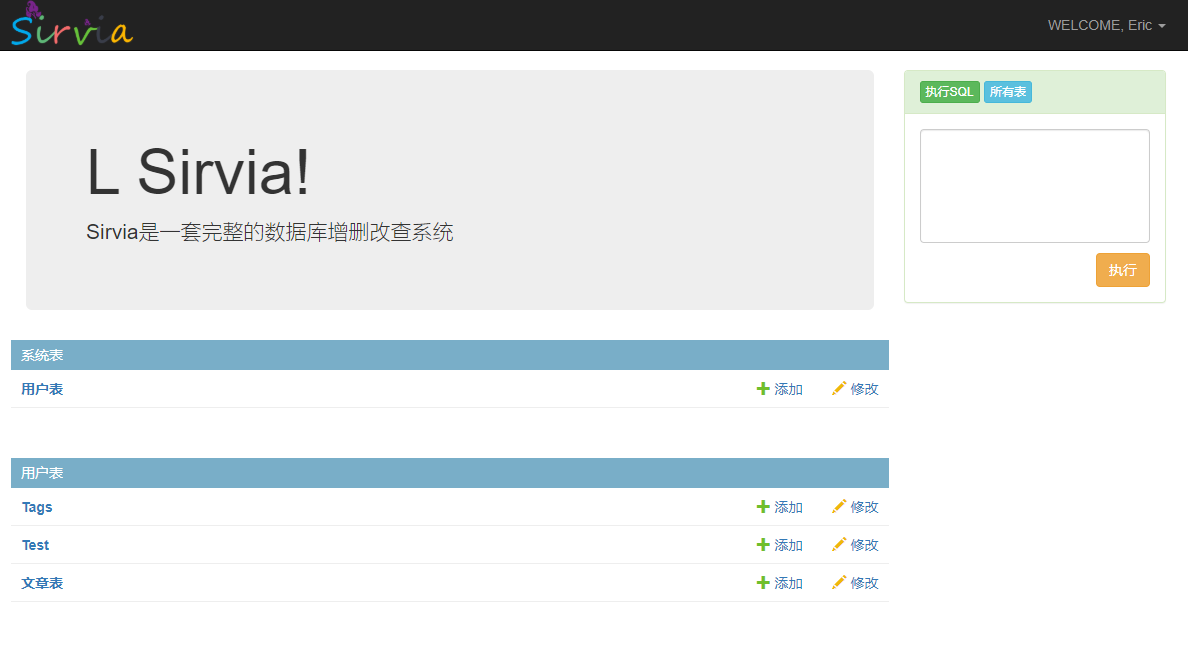 Sirvia
WELCOME, Eric
L Sirvia!
Sirvia是一套完整的数据库增删改查系统
执行SQL 所有表
执行
系统表
用户表 添加 修改
用户表
Tags 添加 修改
Test 添加 修改
文章表 添加 修改